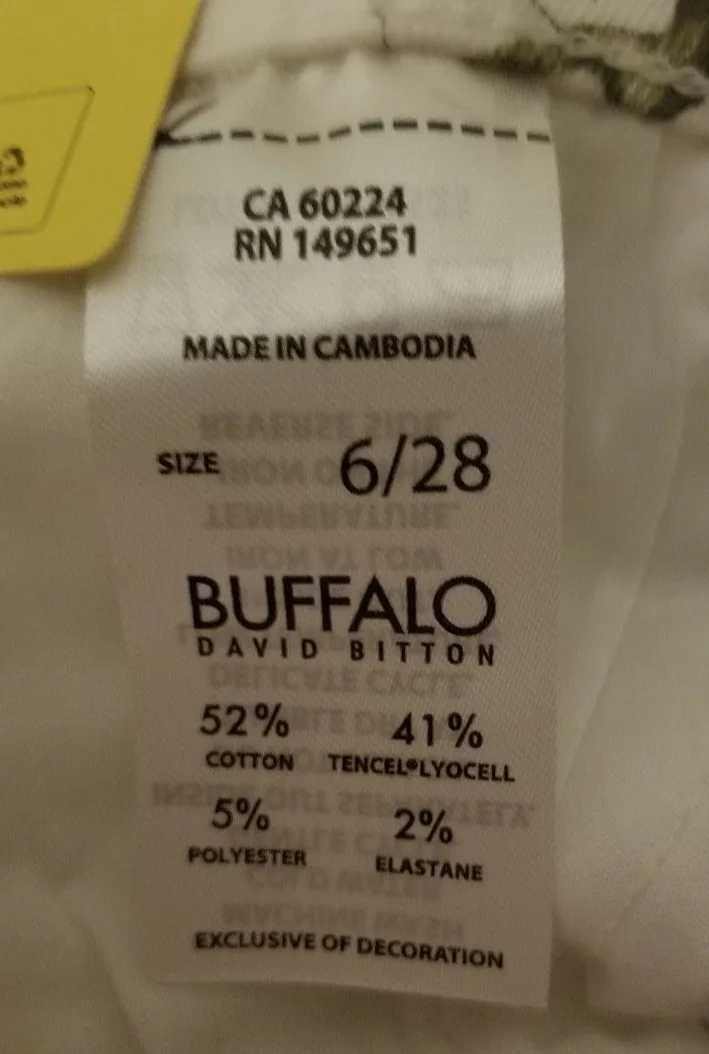 CA 60224
RN 149651
MADE IN CAMBODIA
SIZE 6/28
BUFFALO
DAVID BITTON
52% 41%
COTTON TENCEL®LYOCELL
5% 2%
POLYESTER ELASTANE
EXCLUSIVE OF DECORATION